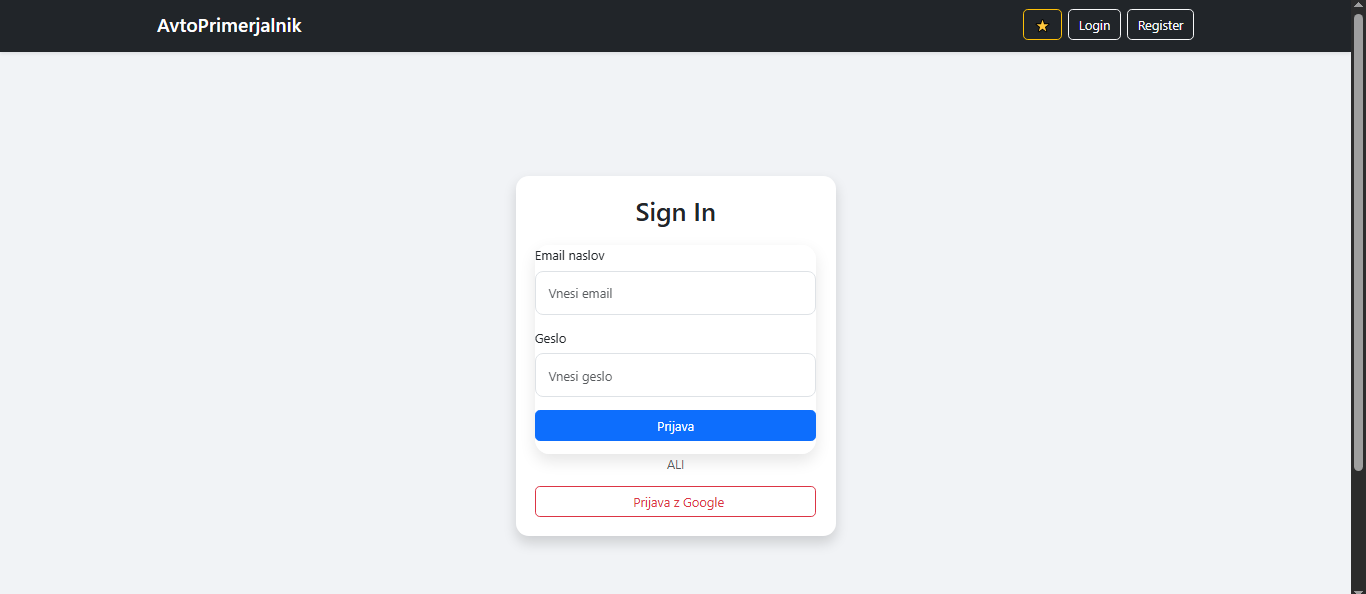 AvtoPrimerjalnik
★ Login Register
Sign In
Email naslov
Vnesi email
Geslo
Vnesi geslo
Prijava
ALI
Prijava z Google